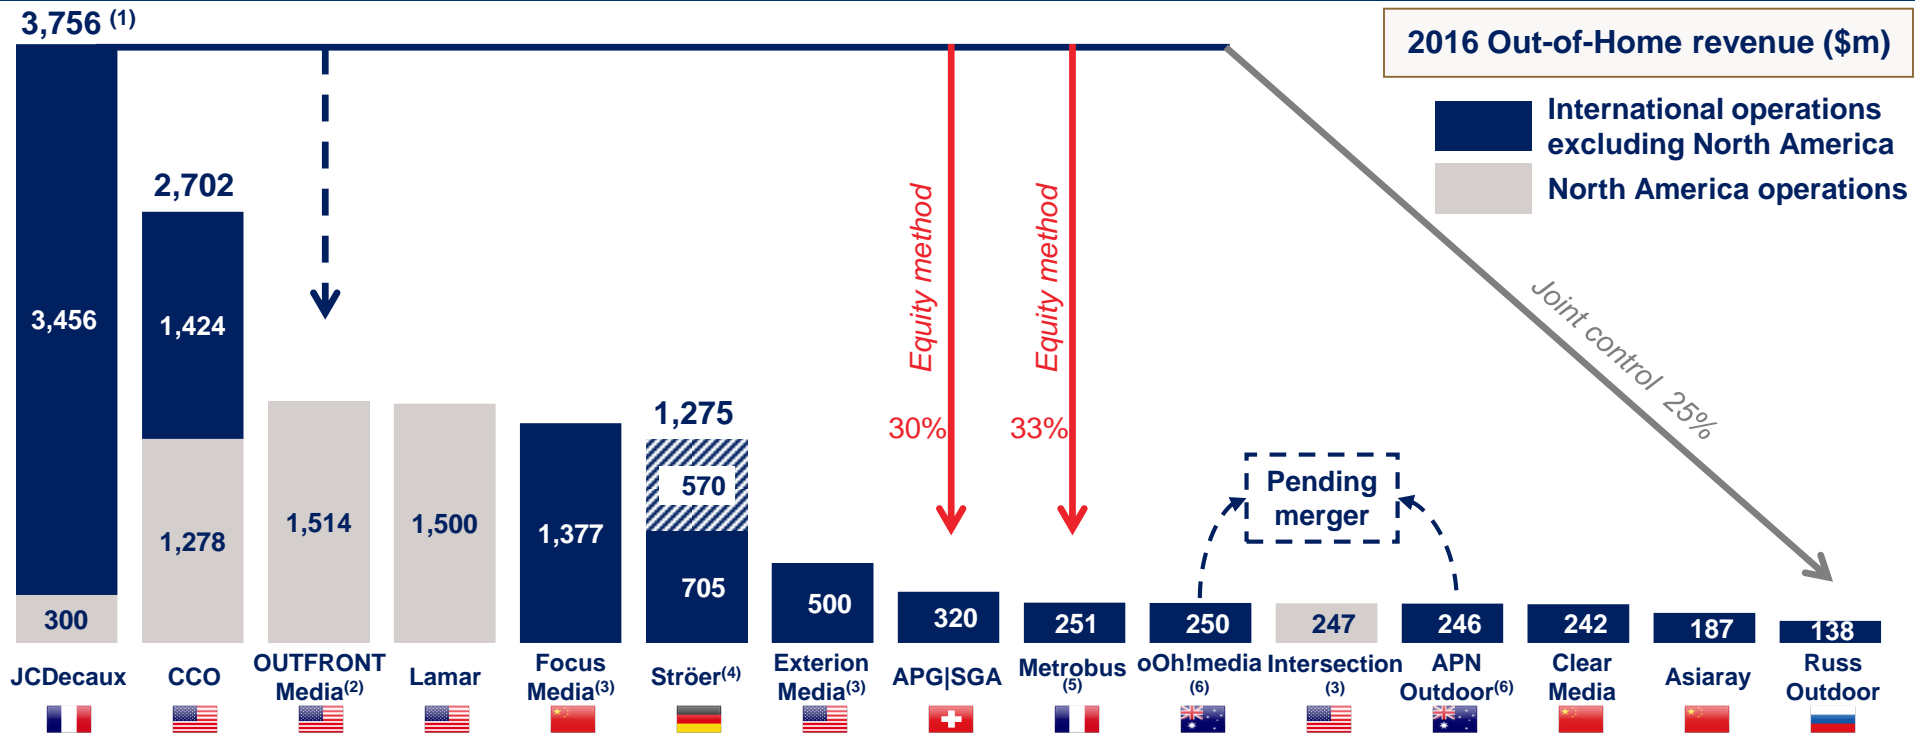 3,756 (1)
2016 Out-of-Home revenue ($m)
International operations
excluding North America
North America operations
2,702
Equity method
Equity method
Joint control 25%
3,456
1,424
1,275
30%
33%
570
Pending
merger
1,278
1,514
1,500
1,377
705
500
300
320
251
250
247
246
242
187
138
JCDecaux
CCO
OUTFRONT
Media(2)
Lamar
Focus
Media(3)
Ströer(4)
Exterion
Media(3)
APG|SGA
Metrobus
(5)
oOh!media
(6)
Intersection
(3)
APN
Outdoor(6)
Clear
Media
Asiaray
Russ
Outdoor